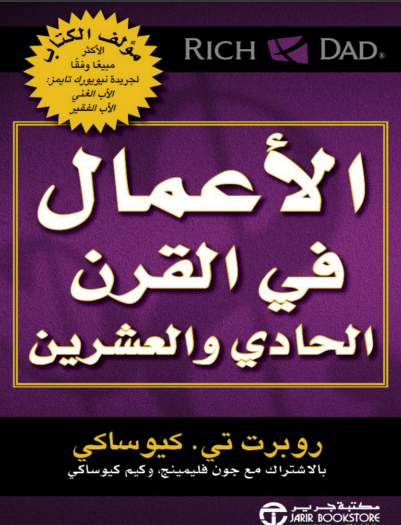 مؤلف الكتاب
الأكثر
مبيعًا وفقًا
لجريدة نيويورك تايمز:
الأب الغني
الأب الفقير
RICH DAD®
الأعمال
في القرن
الحادي والعشرين
روبرت تي. كيوساكي
بالاشتراك مع جون فليمينج، وكيم كيوساكي
مكتبة جرير
JARIR BOOKSTORE